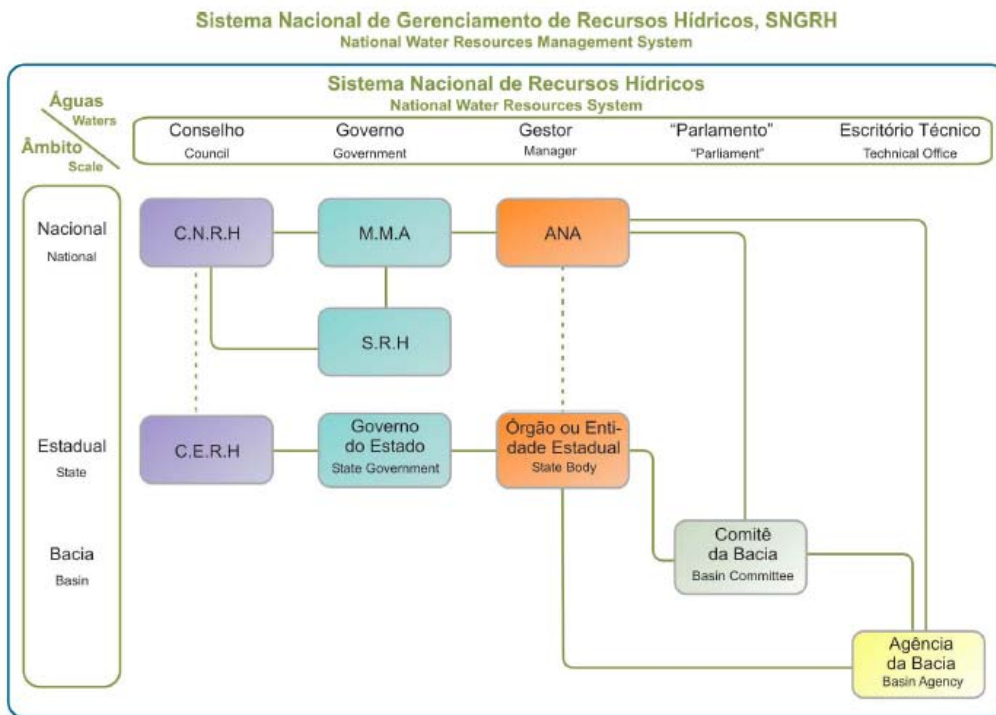 Sistema Nacional de Gerenciamento de Recursos Hídricos, SNGRH
National Water Resources Management System
Sistema Nacional de Recursos Hídricos
National Water Resources System
Águas
Waters
Âmbito
Scale
Conselho
Council
Governo
Government
Gestor
Manager
“Parlamento”
“Parliament”
Escritório Técnico
Technical Office
Nacional
National
C.N.R.H
M.M.A
ANA
S.R.H
Estadual
State
C.E.R.H
Governo
do Estado
State Government
Órgão ou Enti-
dade Estadual
State Body
Bacia
Basin
Comitê
da Bacia
Basin Committee
Agência
da Bacia
Basin Agency